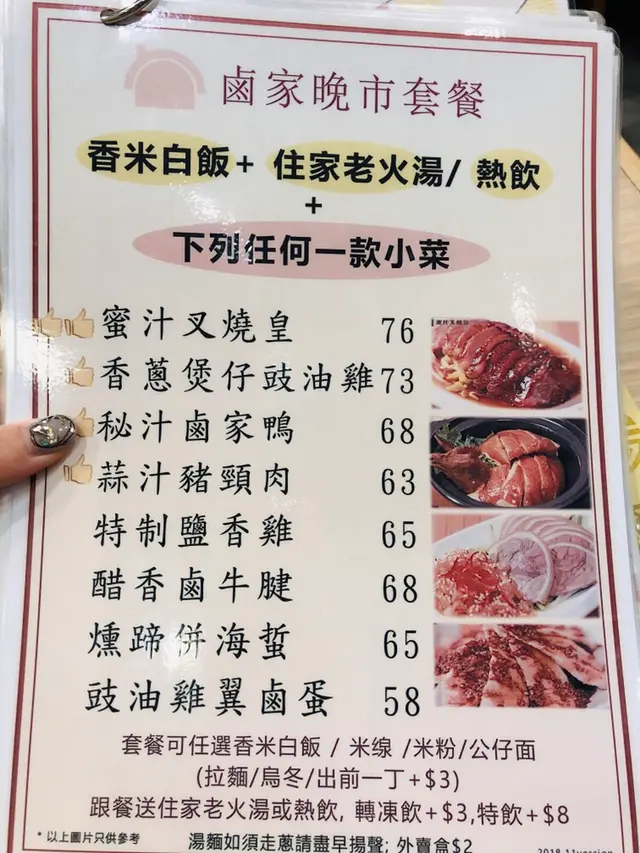 鹵家晚市套餐
香米白飯+ 住家老火湯/ 熱飲
+
下列任何一款小菜
蜜汁叉燒皇 76
香蔥煲仔豉油雞 73
秘汁鹵家鴨 68
蒜汁豬頸肉 63
特制鹽香雞 65
醋香鹵牛腱 68
燻蹄併海蜇 65
豉油雞翼鹵蛋 58
套餐可任選香米白飯 / 米線 /米粉/公仔面
(拉麵/烏冬/出前一丁+$3)
跟餐送住家老火湯或熱飲, 轉凍飲+$3,特飲+$8
* 以上圖片只供參考
湯麵如須走蔥請盡早揚聲; 外賣盒$2
2018.11version